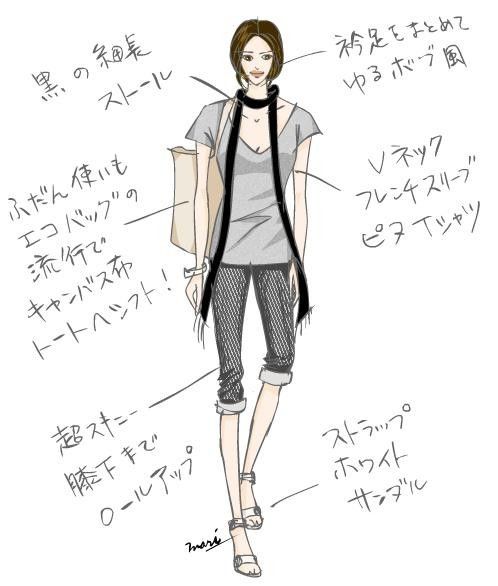 黒の細長
ストール
衿足をまとめて
ゆるボブ風
Vネック
フレンチスリーブ
ピタTシャツ
ふだん使いも
エコバッグの
流行で
キャンバス布
トートへシフト!
超スキニー
膝下まで
ロールアップ
ストラップ
ホワイト
サンダル
mari